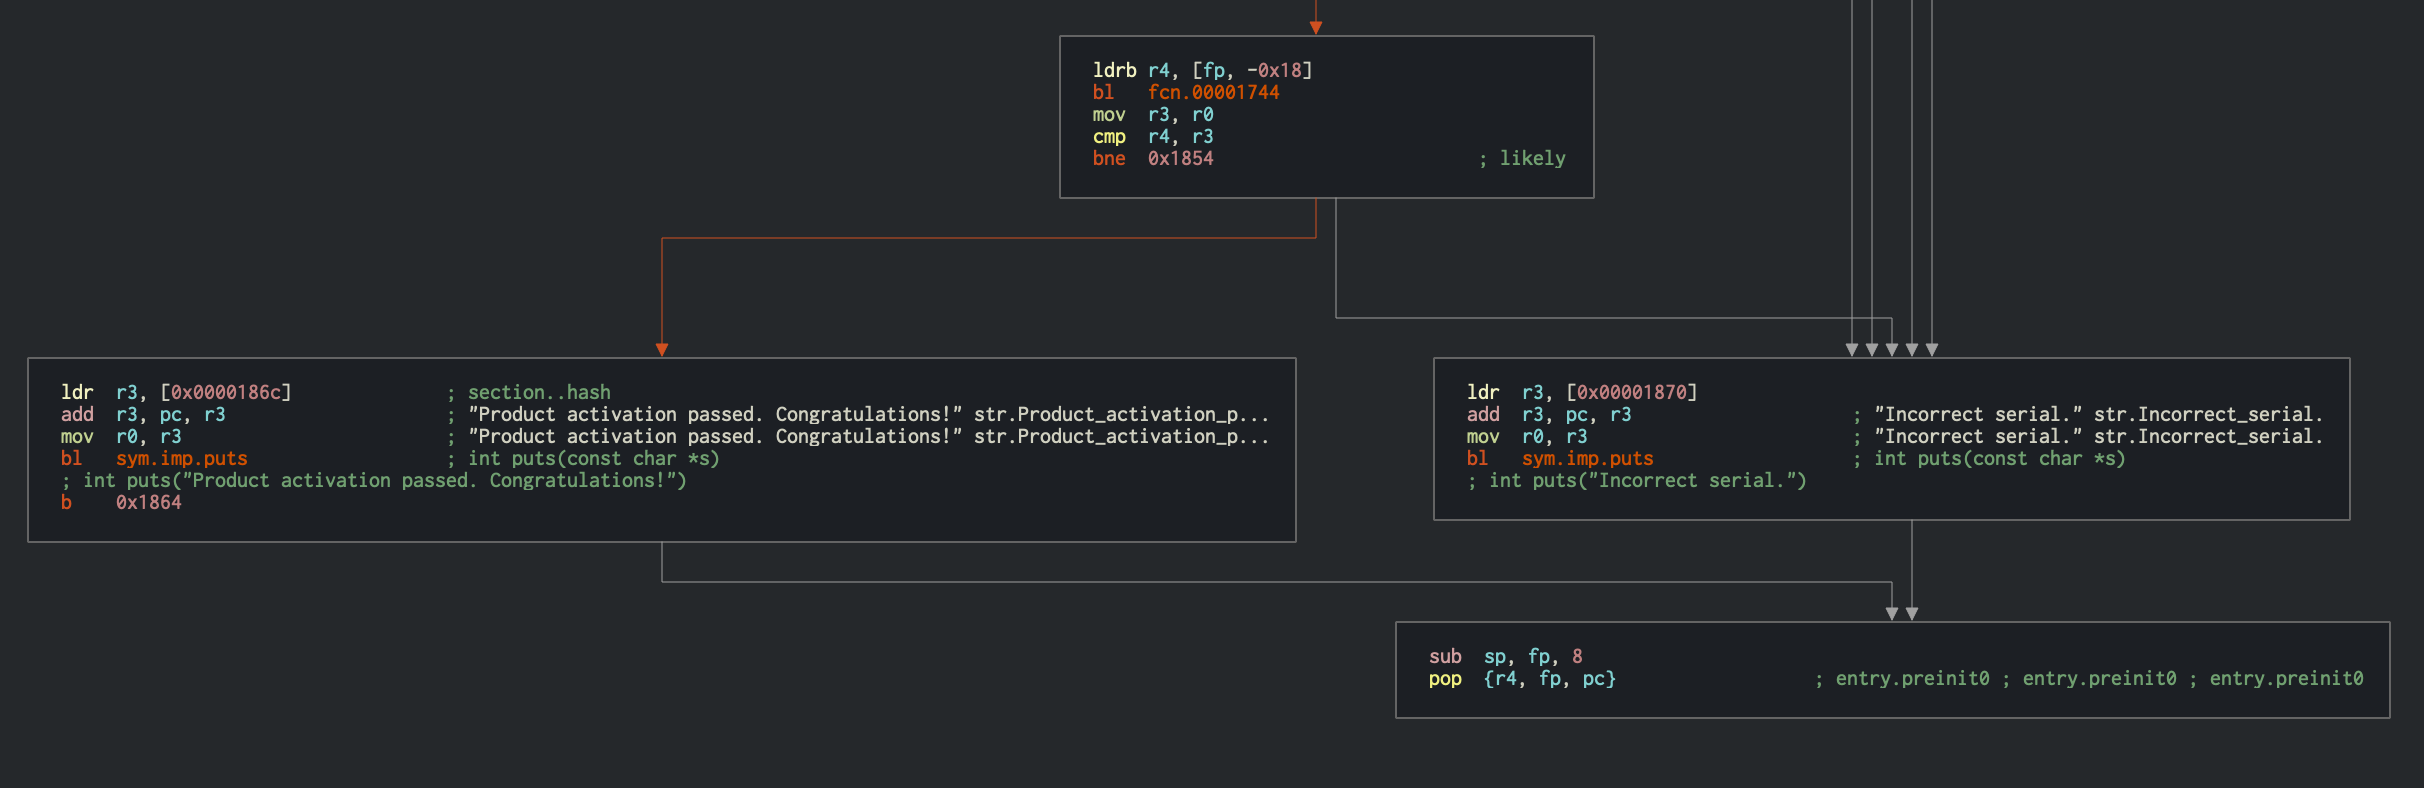 ldrb r4, [fp, -0x18]
bl fcn.00001744
mov r3, r0
cmp r4, r3
bne 0x1854 ; likely
ldr r3, [0x0000186c] ; section..hash
add r3, pc, r3 ; "Product activation passed. Congratulations!" str.Product_activation_p...
mov r0, r3 ; "Product activation passed. Congratulations!" str.Product_activation_p...
bl sym.imp.puts ; int puts(const char *s)
; int puts("Product activation passed. Congratulations!")
b 0x1864
ldr r3, [0x00001870]
add r3, pc, r3 ; "Incorrect serial." str.Incorrect_serial.
mov r0, r3 ; "Incorrect serial." str.Incorrect_serial.
bl sym.imp.puts ; int puts(const char *s)
; int puts("Incorrect serial.")
sub sp, fp, 8
pop {r4, fp, pc} ; entry.preinit0 ; entry.preinit0 ; entry.preinit0